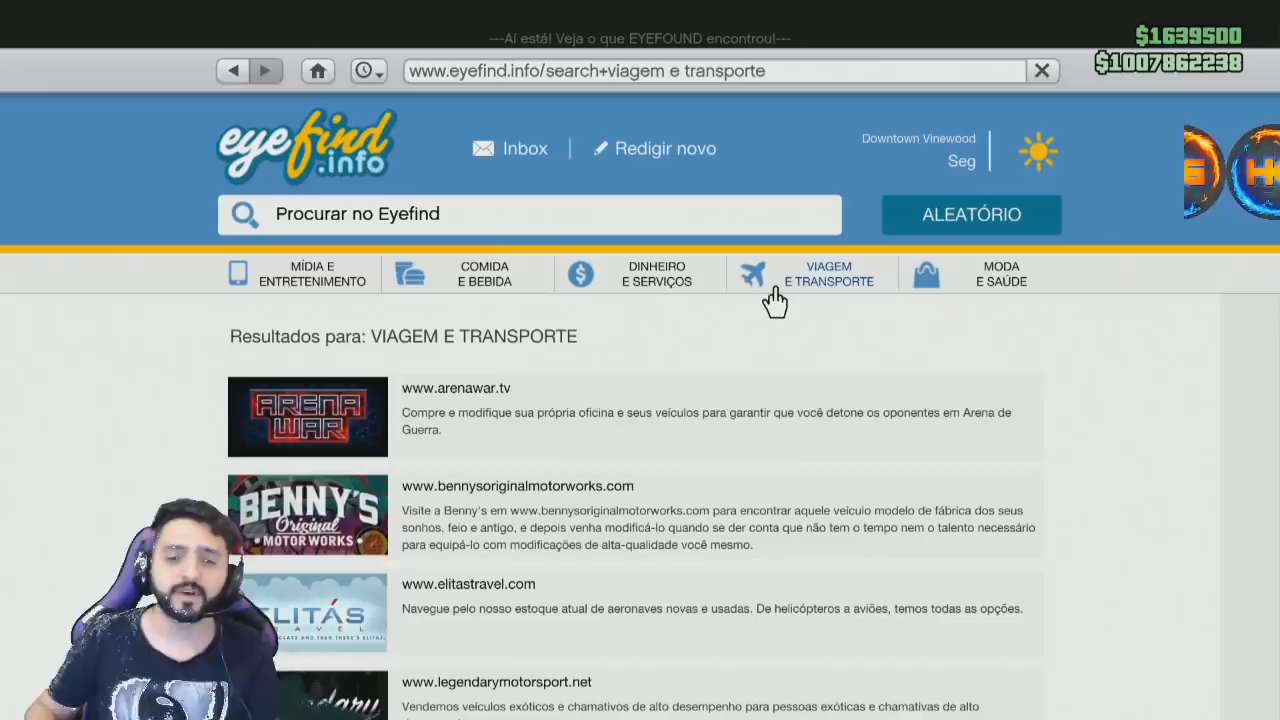 ---Aí está! Veja o que EYEFOUND encontrou!---
$1639500
$1007862238
www.eyefind.info/search+viagem e transporte
eyefind
.info
Inbox
Redigir novo
Downtown Vinewood
Seg
Procurar no Eyefind
ALEATÓRIO
MÍDIA E
ENTRETENIMENTO
COMIDA
E BEBIDA
DINHEIRO
E SERVIÇOS
VIAGEM
E TRANSPORTE
MODA
E SAÚDE
Resultados para: VIAGEM E TRANSPORTE
ARENA
WAR
www.arenawar.tv
Compre e modifique sua própria oficina e seus veículos para garantir que você detone os oponentes em Arena de
Guerra.
BENNY'S
Original
MOTOR WORKS
www.bennysoriginalmotorworks.com
Visite a Benny's em www.bennysoriginalmotorworks.com para encontrar aquele veículo modelo de fábrica dos seus
sonhos, feio e antigo, e depois venha modificá-lo quando se der conta que não tem o tempo nem o talento necessário
para equipá-lo com modificações de alta-qualidade você mesmo.
LITÁS
AVEL
CLASS AND THEN THERE'S ELITAS.
www.elitastravel.com
Navegue pelo nosso estoque atual de aeronaves novas e usadas. De helicópteros a aviões, temos todas as opções.
www.legendarymotorsport.net
Vendemos veículos exóticos e chamativos de alto desempenho para pessoas exóticas e chamativas de alto